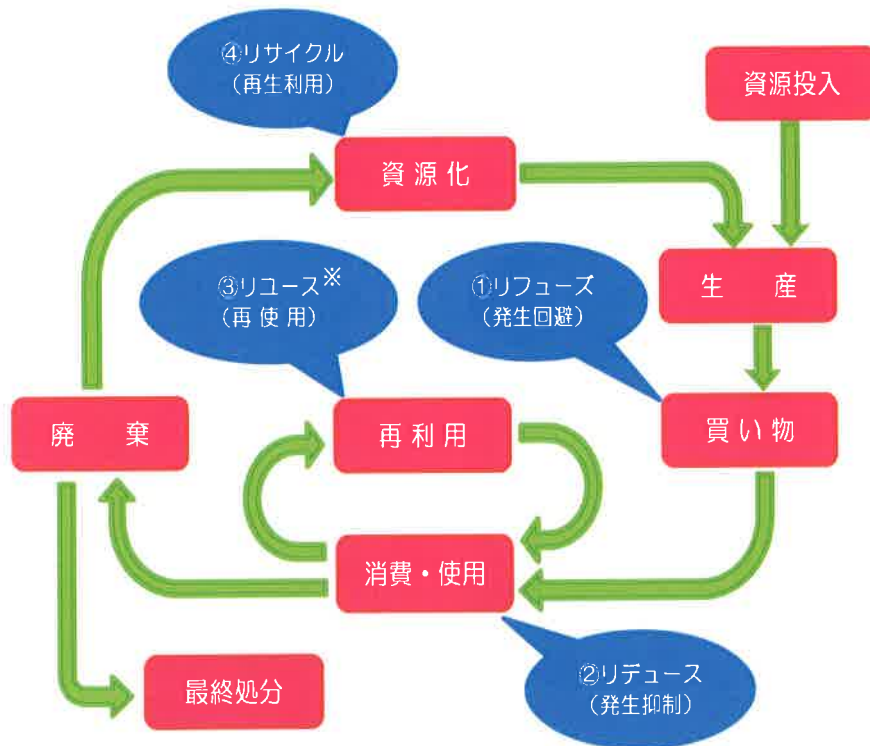 ④リサイクル
(再生利用)
資源投入
資源化
③リユース※
(再使用)
①リフューズ
(発生回避)
生　産
廃　棄
再利用
買い物
消費・使用
最終処分
②リデュース
(発生抑制)